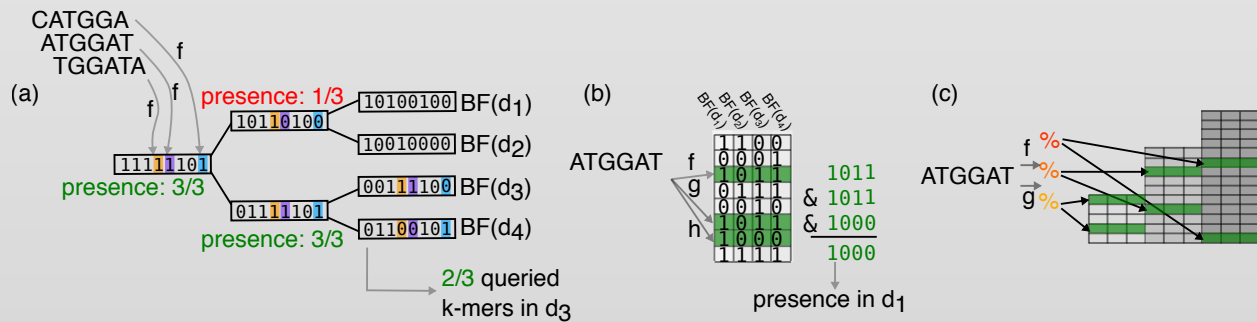 CATGGA
ATGGAT
TGGATA
f
f
f
(a)
presence: 1/3
10110100
10100100 BF(d1)
10010000 BF(d2)
11111101
presence: 3/3
00111100 BF(d3)
01111101
01100101 BF(d4)
presence: 3/3
2/3 queried
k-mers in d3
(b)
BF(d1) BF(d2) BF(d3) BF(d4)
ATGGAT
f
g
h
1100
0001
1011
0111
0010
1011
1000
1111
1011
& 1011
& 1000
1000
presence in d1
(c)
ATGGAT
f
g
%
%
%